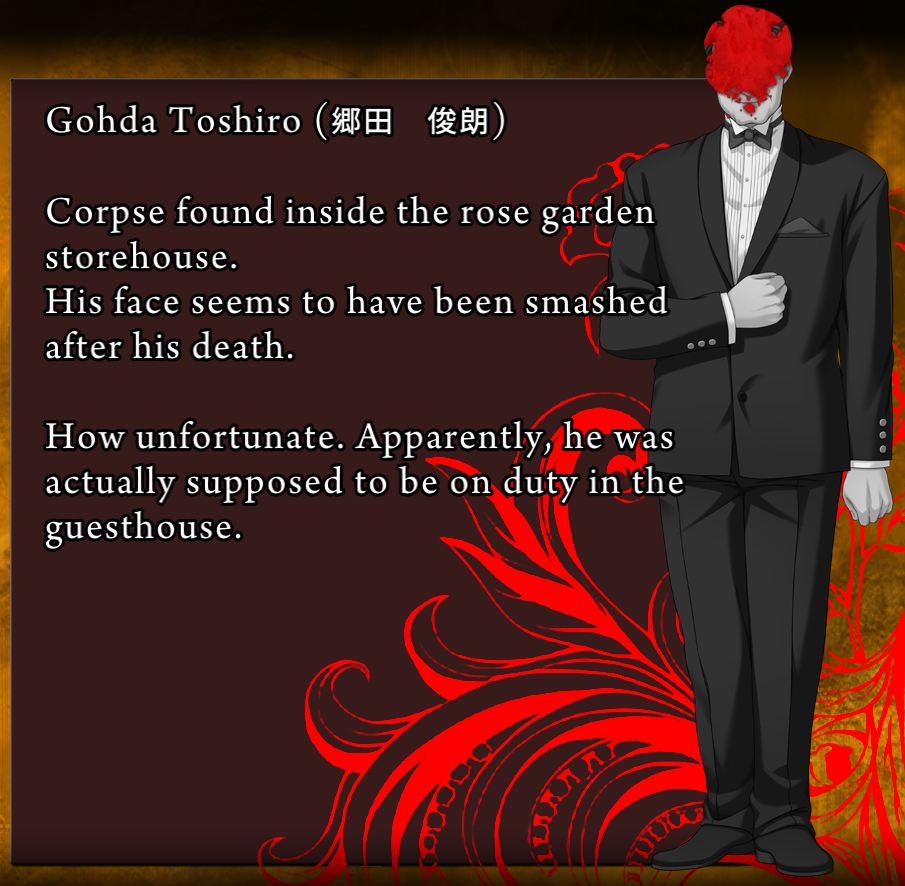 Gohda Toshiro (郷田　俊朗)
Corpse found inside the rose garden
storehouse.
His face seems to have been smashed
after his death.
How unfortunate. Apparently, he was
actually supposed to be on duty in the
guesthouse.